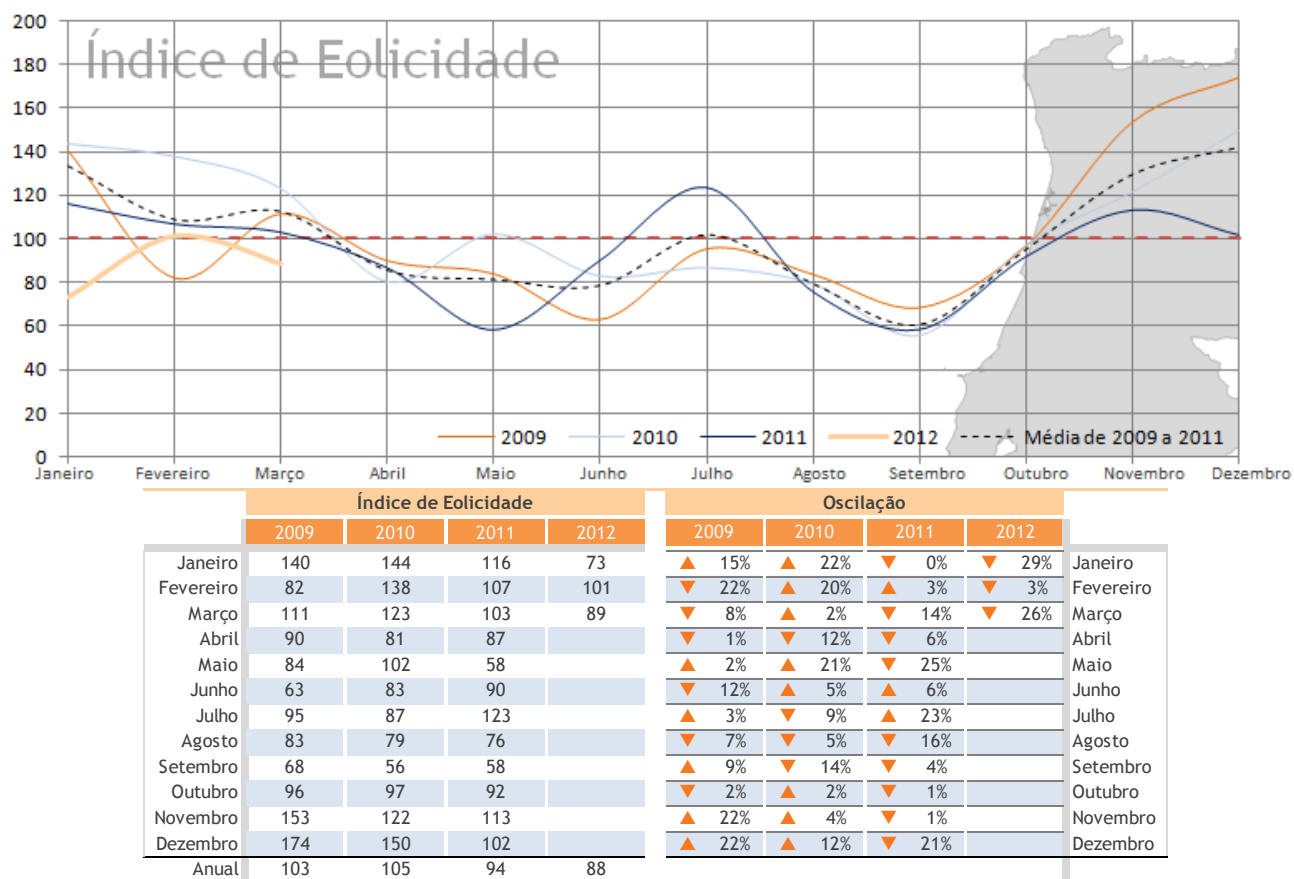 Índice de Eolicidade
200
180
160
140
120
100
80
60
40
20
0
2009 2010 2011 2012 Média de 2009 a 2011
Janeiro Fevereiro Março Abril Maio Junho Julho Agosto Setembro Outubro Novembro Dezembro
Índice de Eolicidade Oscilação
2009 2010 2011 2012 2009 2010 2011 2012
Janeiro 140 144 116 73 ▲ 15% ▲ 22% ▼ 0% ▼ 29% Janeiro
Fevereiro 82 138 107 101 ▼ 22% ▲ 20% ▲ 3% ▼ 3% Fevereiro
Março 111 123 103 89 ▼ 8% ▲ 2% ▼ 14% ▼ 26% Março
Abril 90 81 87 ▼ 1% ▼ 12% ▼ 6% Abril
Maio 84 102 58 ▲ 2% ▲ 21% ▼ 25% Maio
Junho 63 83 90 ▼ 12% ▲ 5% ▲ 6% Junho
Julho 95 87 123 ▲ 3% ▼ 9% ▲ 23% Julho
Agosto 83 79 76 ▼ 7% ▼ 5% ▼ 16% Agosto
Setembro 68 56 58 ▲ 9% ▼ 14% ▼ 4% Setembro
Outubro 96 97 92 ▼ 2% ▲ 2% ▼ 1% Outubro
Novembro 153 122 113 ▲ 22% ▲ 4% ▼ 1% Novembro
Dezembro 174 150 102 ▲ 22% ▲ 12% ▼ 21% Dezembro
Anual 103 105 94 88